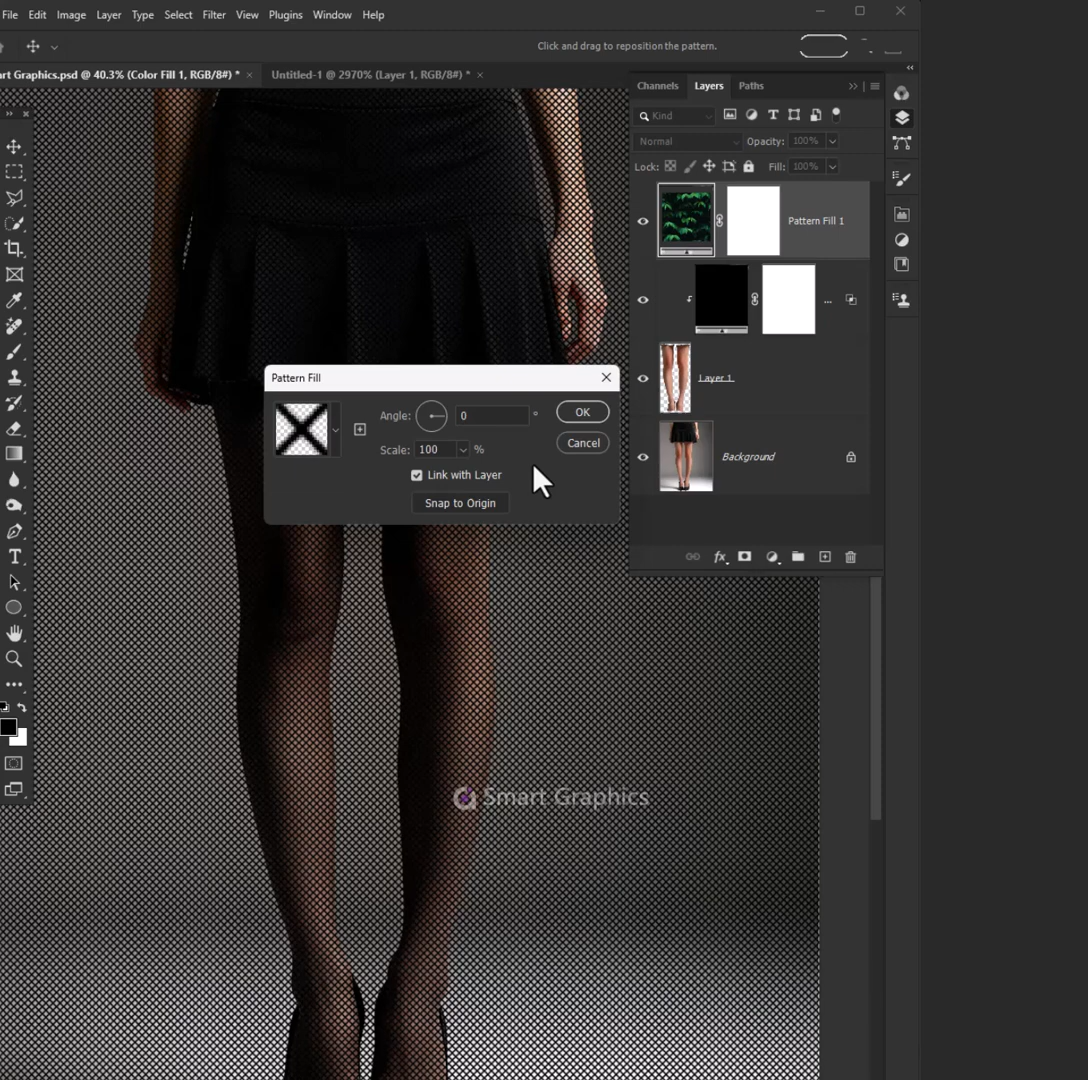 File Edit Image Layer Type Select Filter View Plugins Window Help
Click and drag to reposition the pattern.
rt Graphics.psd @ 40.3% (Color Fill 1, RGB/8#) * × Untitled-1 @ 2970% (Layer 1, RGB/8#) * ×
Channels Layers Paths
Kind
Normal Opacity: 100%
Lock: Fill: 100%
Pattern Fill 1
...
Layer 1
Background
Pattern Fill
Angle: 0 °
OK
Scale: 100 %
Cancel
Link with Layer
Snap to Origin
fx
Smart Graphics